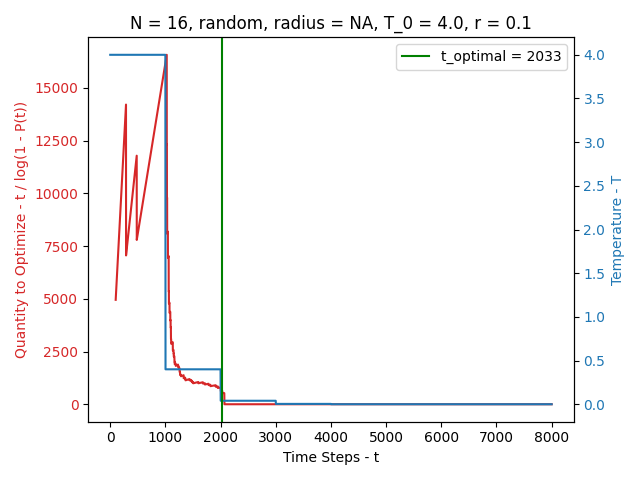 N = 16, random, radius = NA, T_0 = 4.0, r = 0.1
t_optimal = 2033
Quantity to Optimize - t / log(1 - P(t))
15000
12500
10000
7500
5000
2500
0
4.0
3.5
3.0
2.5
2.0
1.5
1.0
0.5
0.0
Temperature - T
0 1000 2000 3000 4000 5000 6000 7000 8000
Time Steps - t